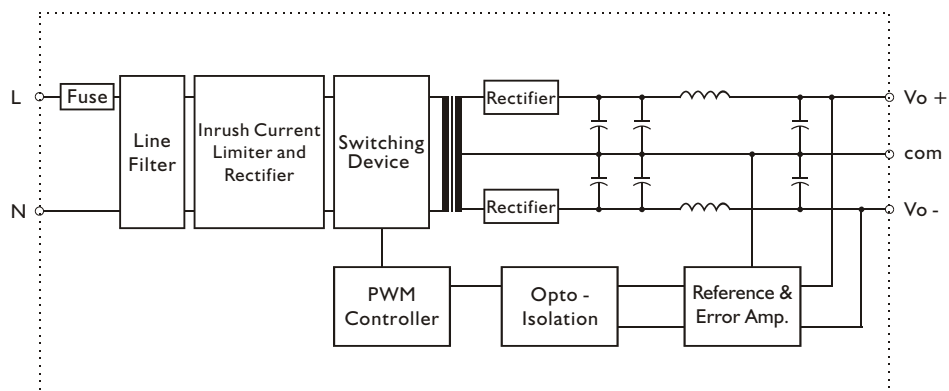 L
Fuse
Line
Filter
Inrush Current
Limiter and
Rectifier
Switching
Device
Rectifier
Vo +
com
N
Rectifier
Vo -
PWM
Controller
Opto -
Isolation
Reference &
Error Amp.